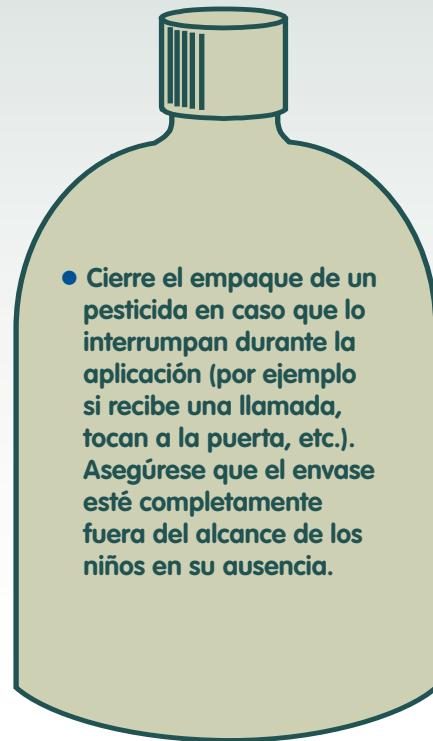 ● Cierre el empaque de un
pesticida en caso que lo
interrumpan durante la
aplicación (por ejemplo
si recibe una llamada,
tocan a la puerta, etc.).
Asegúrese que el envase
esté completamente
fuera del alcance de los
niños en su ausencia.